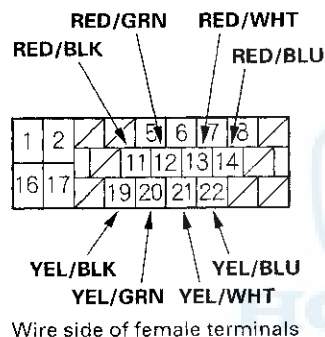 RED/GRN RED/WHT
RED/BLK RED/BLU
1 2 5 6 7 8
11 12 13 14
16 17 19 20 21 22
YEL/BLK YEL/BLU
YEL/GRN YEL/WHT
Wire side of female terminals